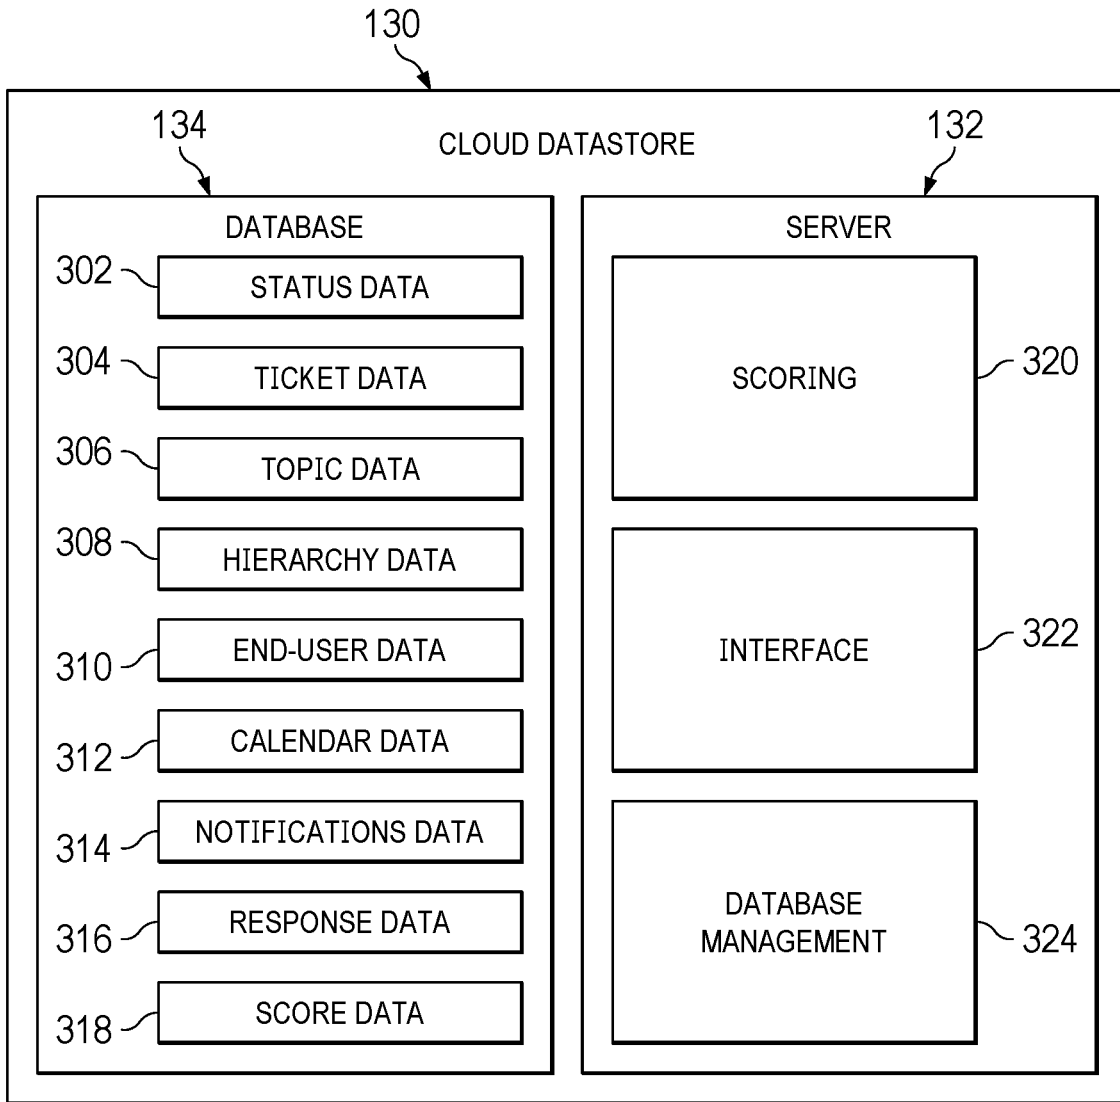 130
CLOUD DATASTORE
134
132
DATABASE
302
STATUS DATA
304
TICKET DATA
306
TOPIC DATA
308
HIERARCHY DATA
310
END-USER DATA
312
CALENDAR DATA
314
NOTIFICATIONS DATA
316
RESPONSE DATA
318
SCORE DATA
SERVER
SCORING
320
INTERFACE
322
DATABASE
MANAGEMENT
324